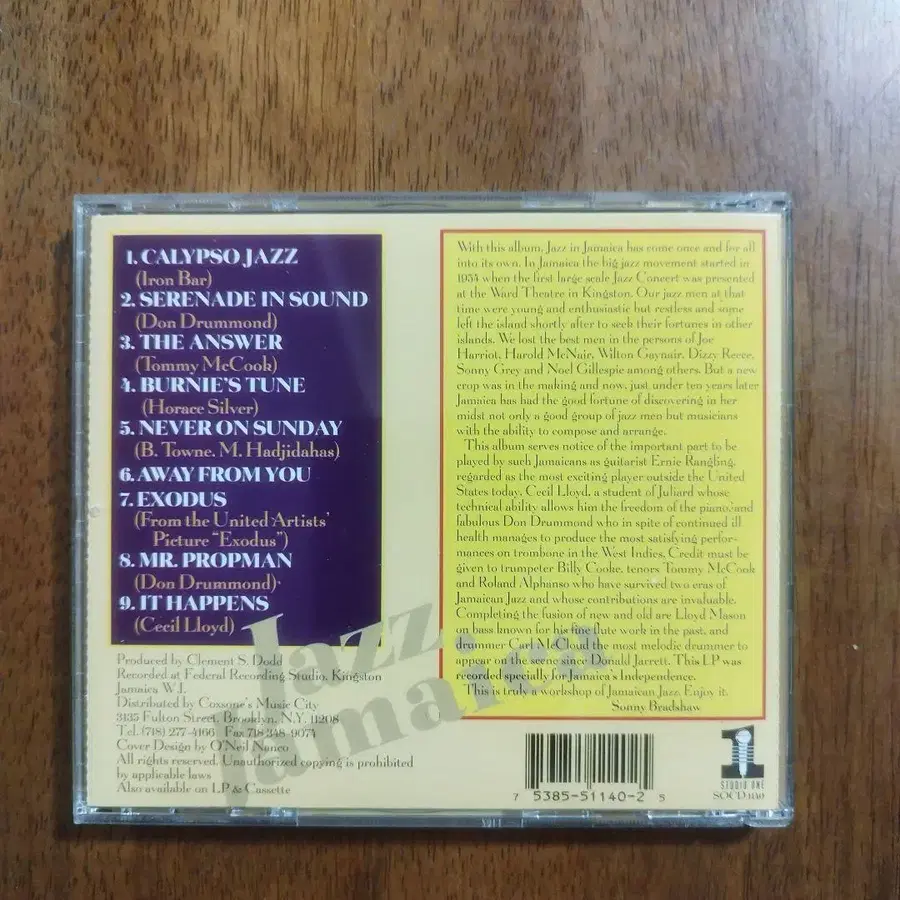 1. CALYPSO JAZZ
(Iron Bar)
2. SERENADE IN SOUND
(Don Drummond)
3. THE ANSWER
(Tommy McCook)
4. BURNIE'S TUNE
(Horace Silver)
5. NEVER ON SUNDAY
(B. Towne. M. Hadjidahas)
6. AWAY FROM YOU
7. EXODUS
(From the United Artists'
Picture "Exodus")
8. MR. PROPMAN
(Don Drummond)
9. IT HAPPENS
(Cecil Lloyd)
Produced by Clement S. Dodd
Recorded at Federal Recording Studio, Kingston
Jamaica W.I.
Distributed by Coxsone's Music City
3135 Fulton Street, Brooklyn, N.Y. 11208
Tel. (718) 277-4166 Fax 718 348-9074
Cover Design by O'Neil Nanco
All rights reserved. Unauthorized copying is prohibited
by applicable laws
Also available on LP & Cassette
Jazz
Jamaica
With this album, Jazz in Jamaica has come once and for all
into its own. In Jamaica the big jazz movement started in
1954 when the first large scale Jazz Concert was presented
at the Ward Theatre in Kingston. Our jazz men at that
time were young and enthusiastic but restless and some
left the island shortly after to seek their fortunes in other
islands. We lost the best men in the persons of Joe
Harriot, Harold McNair, Wilton Gaynair, Dizzy Reece,
Sonny Grey and Noel Gillespie among others. But a new
crop was in the making and now, just under ten years later
Jamaica has had the good fortune of discovering in her
midst not only a good group of jazz men but musicians
with the ability to compose and arrange.
This album serves notice of the important part to be
played by such Jamaicans as guitarist Ernie Rangling,
regarded as the most exciting player outside the United
States today, Cecil Lloyd, a student of Juliard whose
technical ability allows him the freedom of the piano, and
fabulous Don Drummond who in spite of continued ill
health manages to produce the most satisfying perfor-
mances on trombone in the West Indies. Credit must be
given to trumpeter Billy Cooke, tenors Tommy McCook
and Roland Alphanso who have survived two eras of
Jamaican Jazz and whose contributions are invaluable.
Completing the fusion of new and old are Lloyd Mason
on bass known for his fine flute work in the past, and
drummer Carl McCloud the most melodic drummer to
appear on the scene since Donald Jarrett. This LP was
recorded specially for Jamaica's Independence.
This is truly a workshop of Jamaican Jazz. Enjoy it.
Sonny Bradshaw
7 5385-51140-2 5
1
STUDIO ONE
SOCD 1140